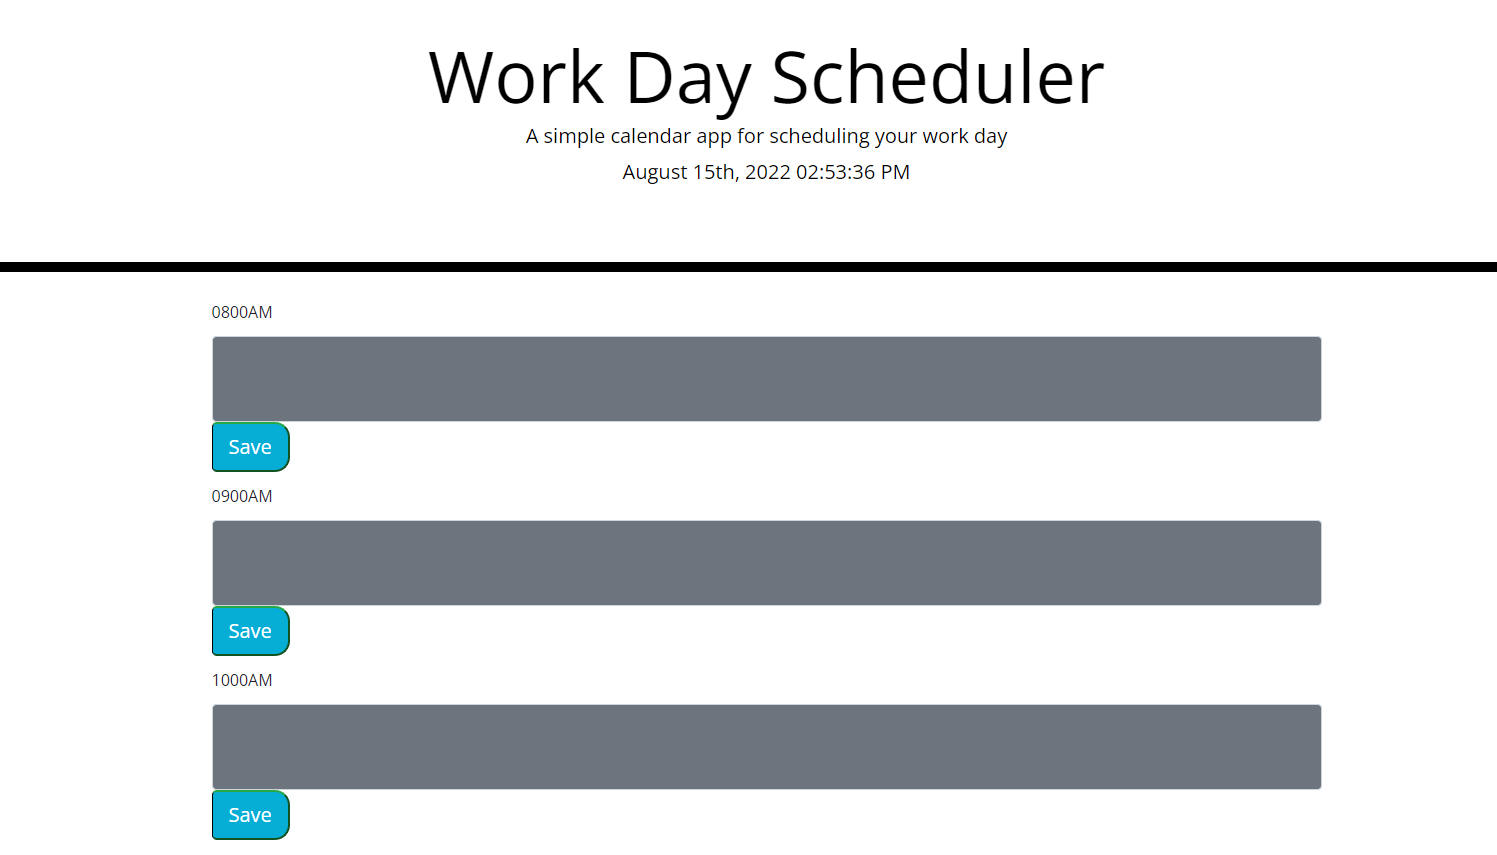 Work Day Scheduler
A simple calendar app for scheduling your work day
August 15th, 2022 02:53:36 PM
0800AM
Save
0900AM
Save
1000AM
Save